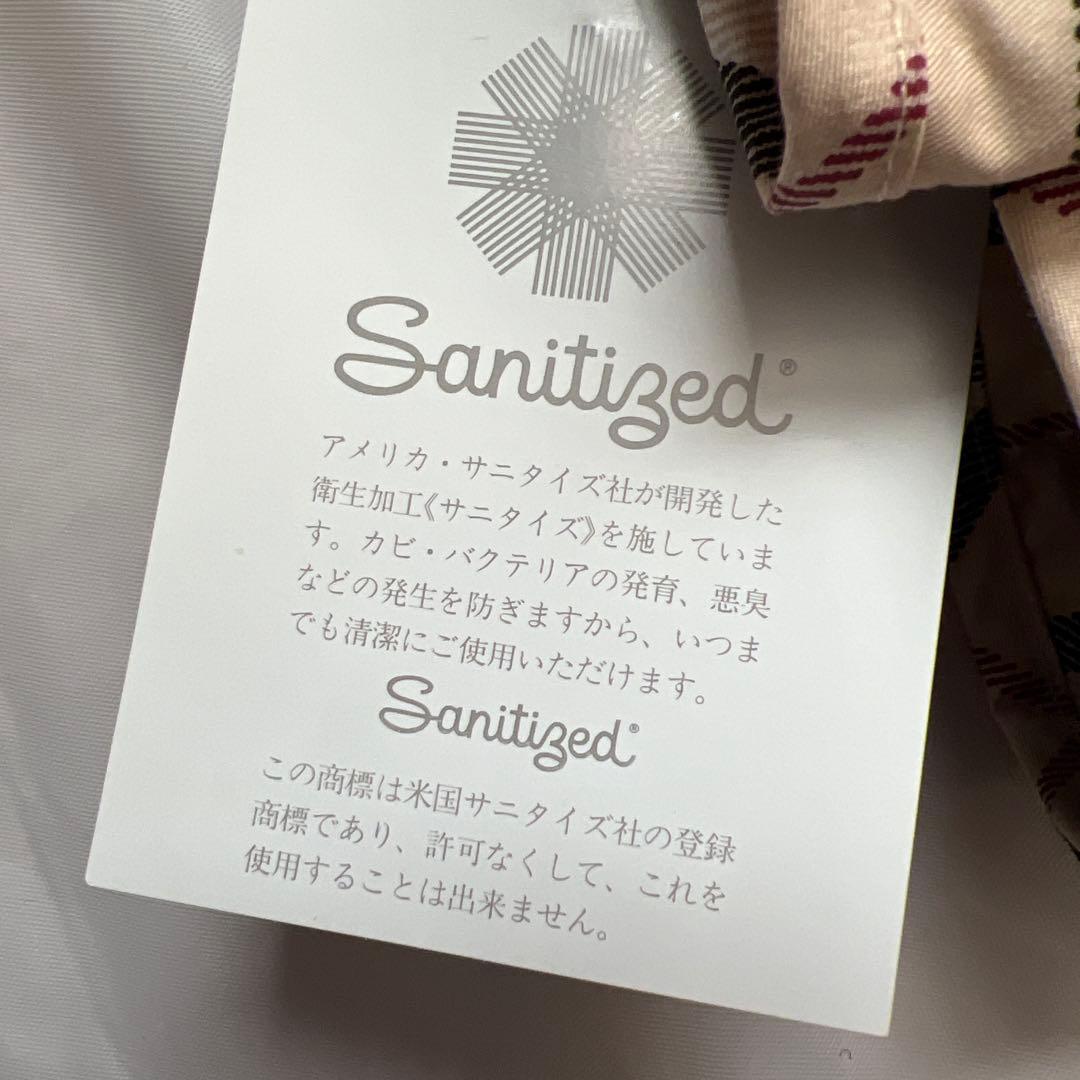 Sanitized®
アメリカ・サニタイズ社が開発した
衛生加工《サニタイズ》を施していま
す。カビ・バクテリアの発育、悪臭
などの発生を防ぎますから、いつま
でも清潔にご使用いただけます。
Sanitized®
この商標は米国サニタイズ社の登録
商標であり、許可なくして、これを
使用することは出来ません。